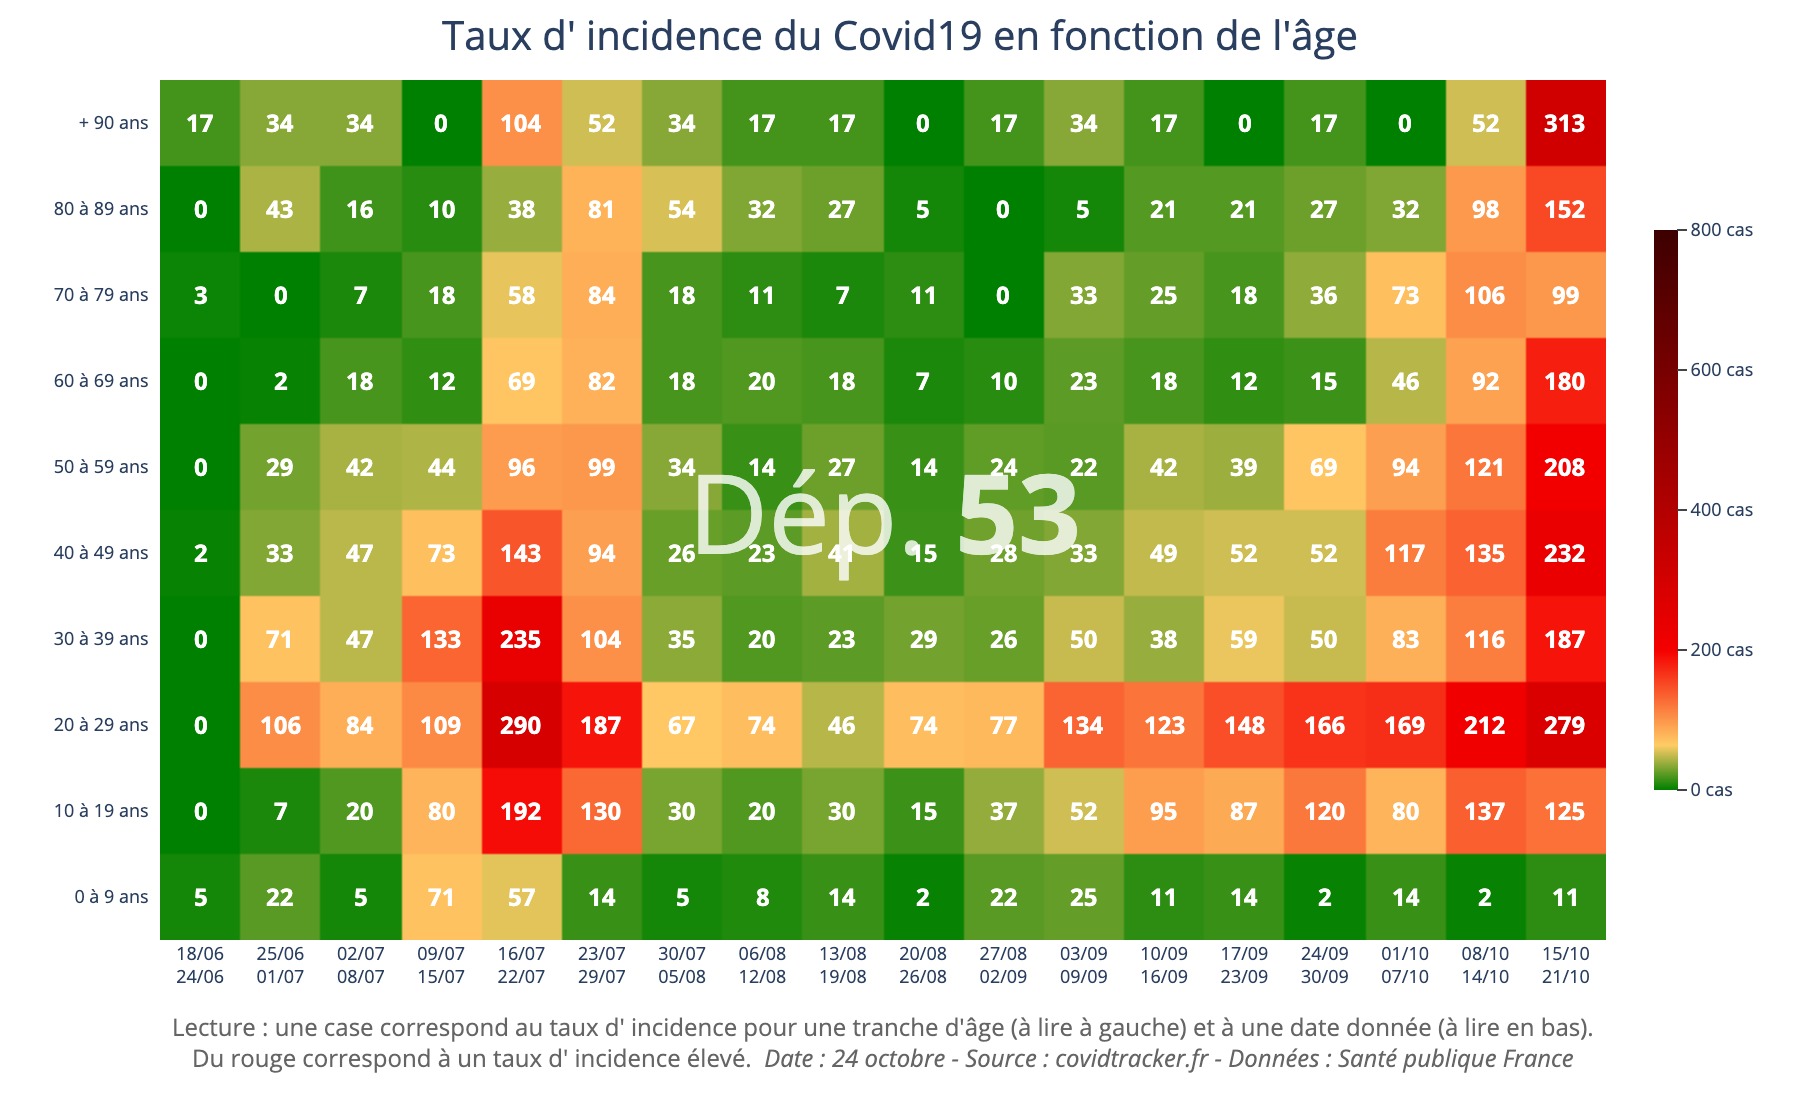 Taux d' incidence du Covid19 en fonction de l'âge
+ 90 ans 17 34 34 0 104 52 34 17 17 0 17 34 17 0 17 0 52 313
80 à 89 ans 0 43 16 10 38 81 54 32 27 5 0 5 21 21 27 32 98 152
70 à 79 ans 3 0 7 18 58 84 18 11 7 11 0 33 25 18 36 73 106 99
60 à 69 ans 0 2 18 12 69 82 18 20 18 7 10 23 18 12 15 46 92 180
50 à 59 ans 0 29 42 44 96 99 34 14 27 14 24 22 42 39 69 94 121 208
Dép. 53
40 à 49 ans 2 33 47 73 143 94 26 23 41 15 28 33 49 52 52 117 135 232
30 à 39 ans 0 71 47 133 235 104 35 20 23 29 26 50 38 59 50 83 116 187
20 à 29 ans 0 106 84 109 290 187 67 74 46 74 77 134 123 148 166 169 212 279
10 à 19 ans 0 7 20 80 192 130 30 20 30 15 37 52 95 87 120 80 137 125
0 à 9 ans 5 22 5 71 57 14 5 8 14 2 22 25 11 14 2 14 2 11
18/06 25/06 02/07 09/07 16/07 23/07 30/07 06/08 13/08 20/08 27/08 03/09 10/09 17/09 24/09 01/10 08/10 15/10
24/06 01/07 08/07 15/07 22/07 29/07 05/08 12/08 19/08 26/08 02/09 09/09 16/09 23/09 30/09 07/10 14/10 21/10
800 cas
600 cas
400 cas
200 cas
0 cas
Lecture : une case correspond au taux d' incidence pour une tranche d'âge (à lire à gauche) et à une date donnée (à lire en bas).
Du rouge correspond à un taux d' incidence élevé. Date : 24 octobre - Source : covidtracker.fr - Données : Santé publique France